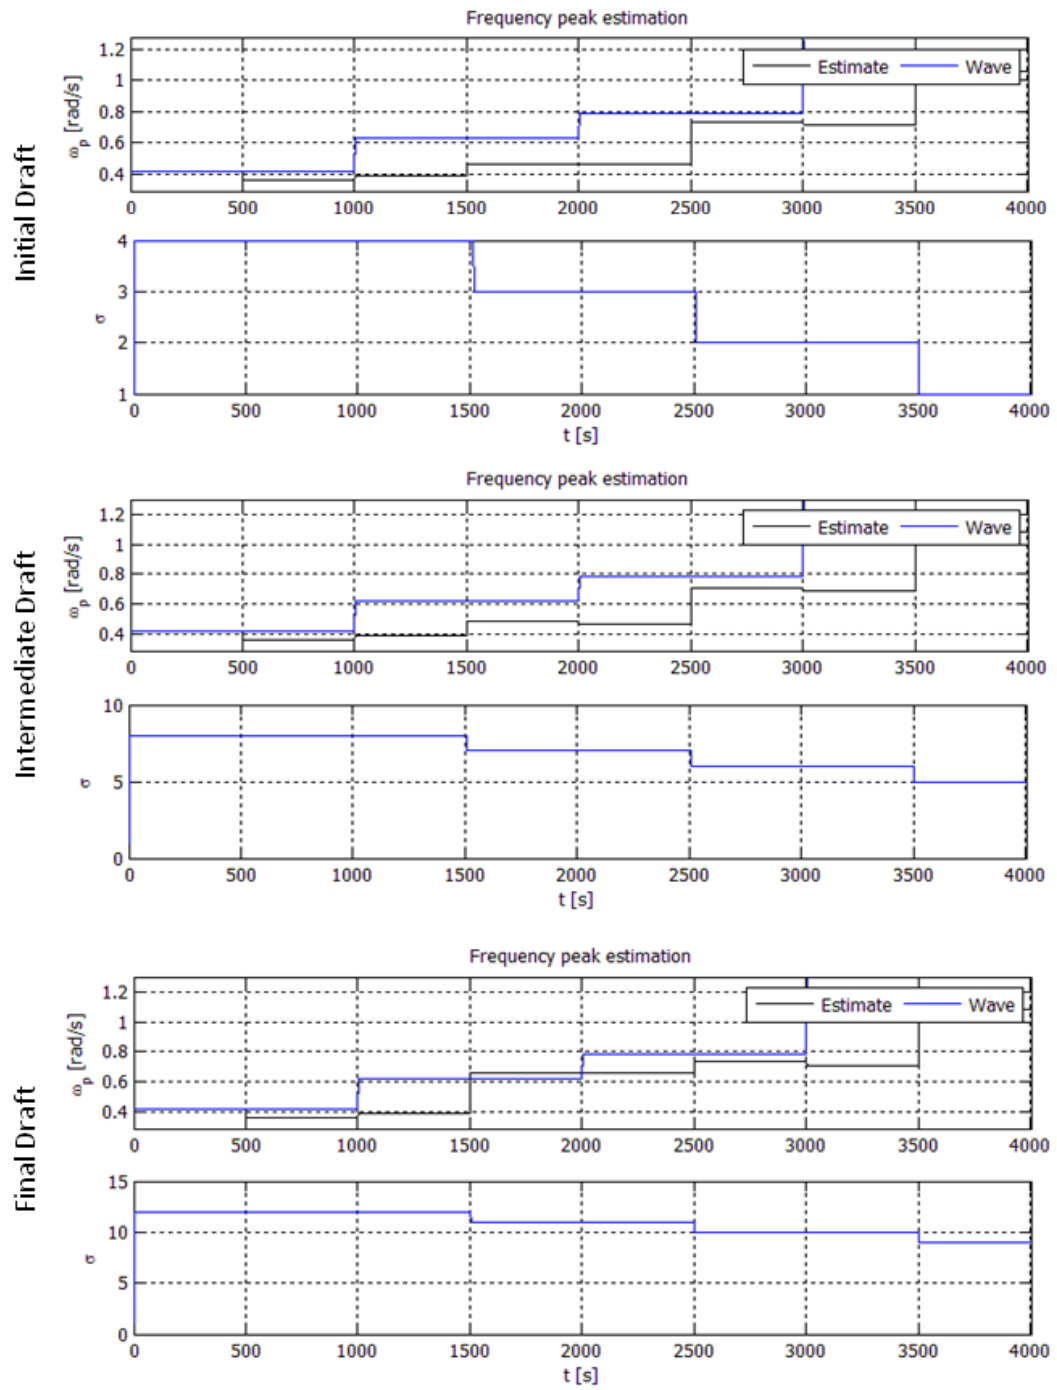 Initial Draft
Frequency peak estimation
ωp [rad/s]
1.2
1
0.8
0.6
0.4
Estimate Wave
0 500 1000 1500 2000 2500 3000 3500 4000
σ
4
3
2
1
0 500 1000 1500 2000 2500 3000 3500 4000
t [s]
Intermediate Draft
Frequency peak estimation
ωp [rad/s]
1.2
1
0.8
0.6
0.4
Estimate Wave
0 500 1000 1500 2000 2500 3000 3500 4000
σ
10
5
0
0 500 1000 1500 2000 2500 3000 3500 4000
t [s]
Final Draft
Frequency peak estimation
ωp [rad/s]
1.2
1
0.8
0.6
0.4
Estimate Wave
0 500 1000 1500 2000 2500 3000 3500 4000
σ
15
10
5
0
0 500 1000 1500 2000 2500 3000 3500 4000
t [s]